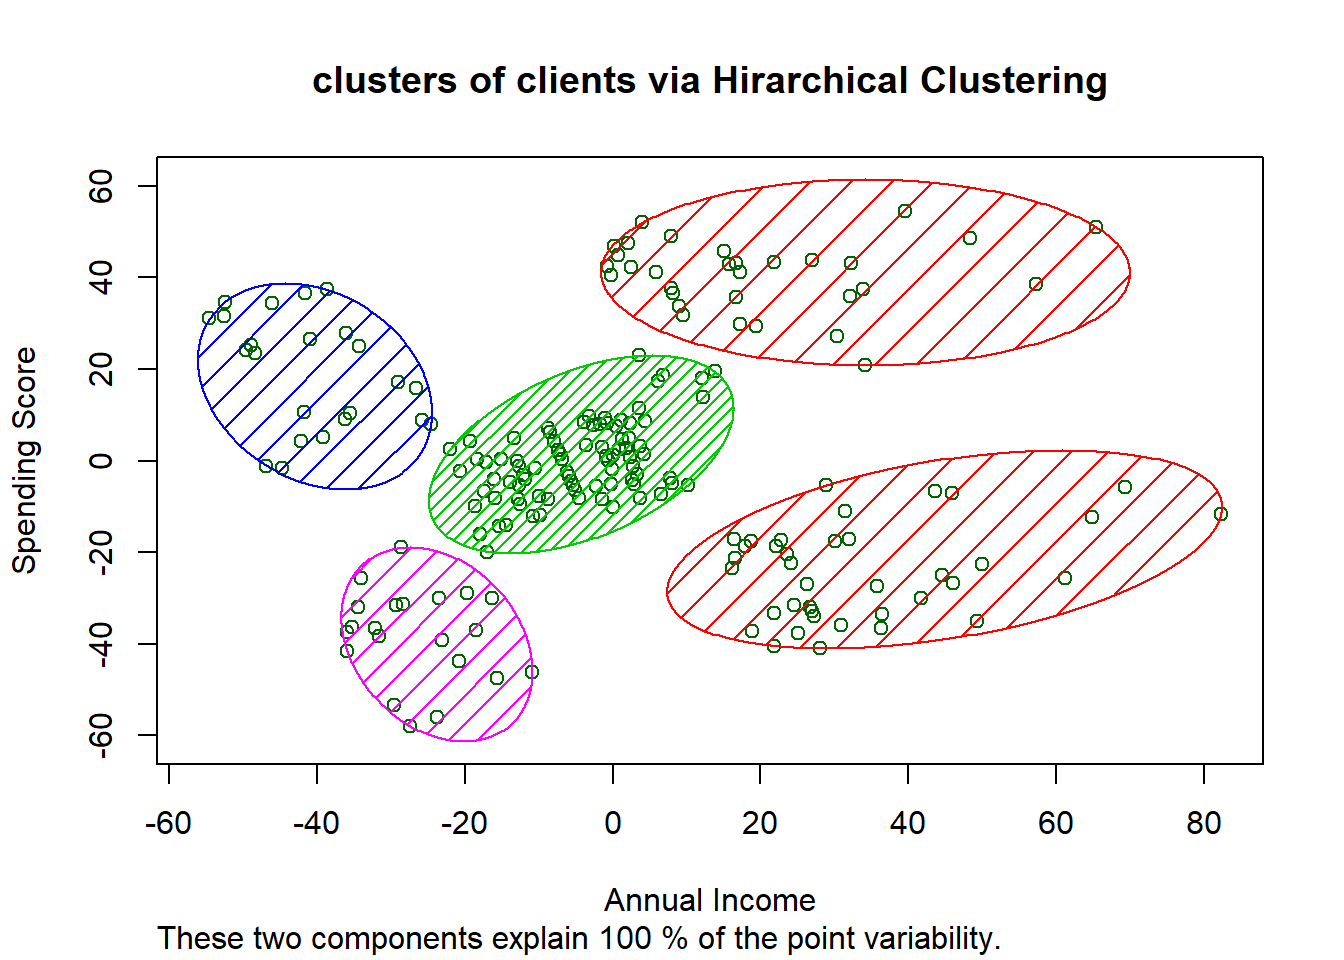 clusters of clients via Hirarchical Clustering
Spending Score
60
40
20
0
-20
-40
-60
-60 -40 -20 0 20 40 60 80
Annual Income
These two components explain 100 % of the point variability.